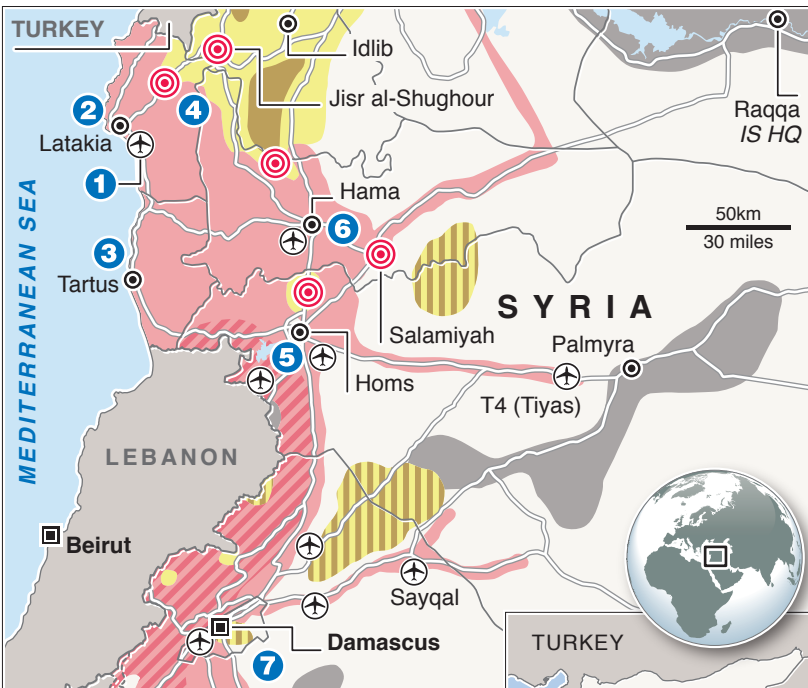 TURKEY
Idlib
Jisr al-Shughour
Raqqa
IS HQ
2
4
Latakia
1
Hama
6
50km
30 miles
MEDITERRANEAN SEA
3
Tartus
SYRIA
Salamiyah
Palmyra
5
Homs
T4 (Tiyas)
LEBANON
Beirut
Sayqal
Damascus
7
TURKEY